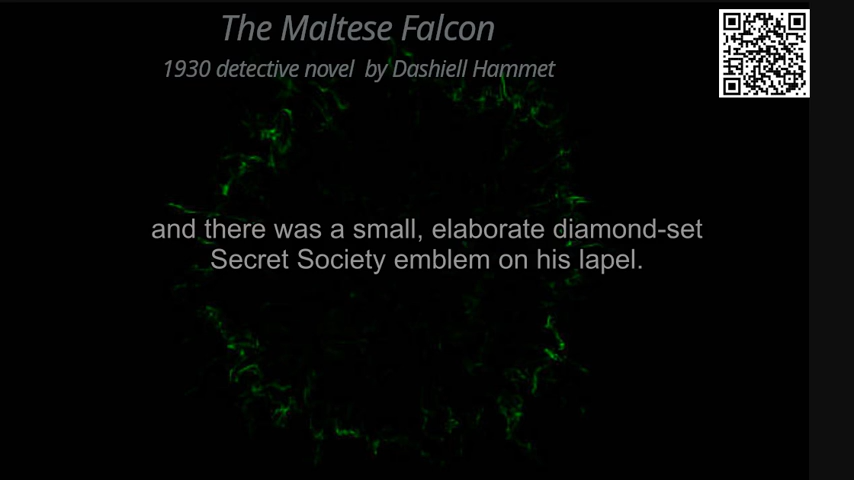 The Maltese Falcon
1930 detective novel by Dashiell Hammet
and there was a small, elaborate diamond-set
Secret Society emblem on his lapel.